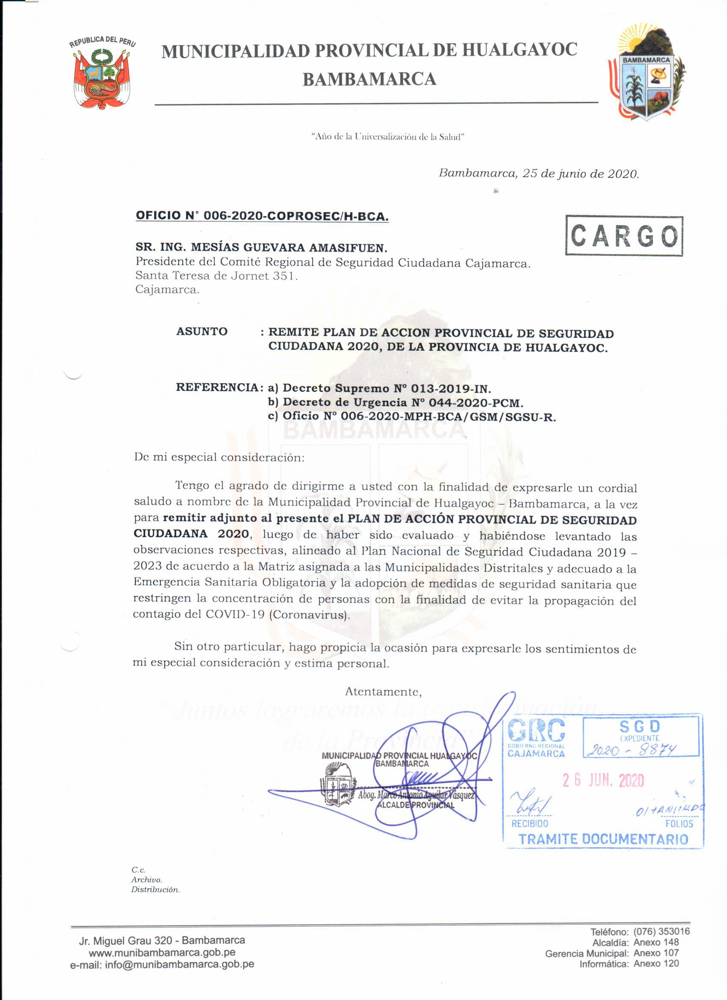 REPUBLICA DEL PERU
MUNICIPALIDAD PROVINCIAL DE HUALGAYOC
BAMBAMARCA
BAMBAMARCA
“Año de la Universalización de la Salud”
Bambamarca, 25 de junio de 2020.
OFICIO N° 006-2020-COPROSEC/H-BCA.
CARGO
SR. ING. MESÍAS GUEVARA AMASIFUEN.
Presidente del Comité Regional de Seguridad Ciudadana Cajamarca.
Santa Teresa de Jornet 351.
Cajamarca.
ASUNTO : REMITE PLAN DE ACCION PROVINCIAL DE SEGURIDAD
CIUDADANA 2020, DE LA PROVINCIA DE HUALGAYOC.
REFERENCIA: a) Decreto Supremo Nº 013-2019-IN.
b) Decreto de Urgencia Nº 044-2020-PCM.
c) Oficio Nº 006-2020-MPH-BCA/GSM/SGSU-R.
BAMBAMARCA
De mi especial consideración:
Tengo el agrado de dirigirme a usted con la finalidad de expresarle un cordial
saludo a nombre de la Municipalidad Provincial de Hualgayoc – Bambamarca, a la vez
para remitir adjunto al presente el PLAN DE ACCIÓN PROVINCIAL DE SEGURIDAD
CIUDADANA 2020, luego de haber sido evaluado y habiéndose levantado las
observaciones respectivas, alineado al Plan Nacional de Seguridad Ciudadana 2019 –
2023 de acuerdo a la Matriz asignada a las Municipalidades Distritales y adecuado a la
Emergencia Sanitaria Obligatoria y la adopción de medidas de seguridad sanitaria que
restringen la concentración de personas con la finalidad de evitar la propagación del
contagio del COVID-19 (Coronavirus).
Sin otro particular, hago propicia la ocasión para expresarle los sentimientos de
mi especial consideración y estima personal.
Atentamente,
“Juntos lograremos la transformación
de la Provincia”
MUNICIPALIDAD PROVINCIAL HUALGAYOC
BAMBAMARCA
Abog. Marco Antonio Aguilar Vásquez
ALCALDE PROVINCIAL
GRC
GOBIERNO REGIONAL
CAJAMARCA
SGD
EXPEDIENTE
2020 - 8874
26 JUN. 2020
RECIBIDO
FOLIOS
TRAMITE DOCUMENTARIO
C.c.
Archivo.
Distribución.
Jr. Miguel Grau 320 - Bambamarca
www.munibambamarca.gob.pe
e-mail: info@munibambamarca.gob.pe
Teléfono: (076) 353016
Alcaldía: Anexo 148
Gerencia Municipal: Anexo 107
Informática: Anexo 120